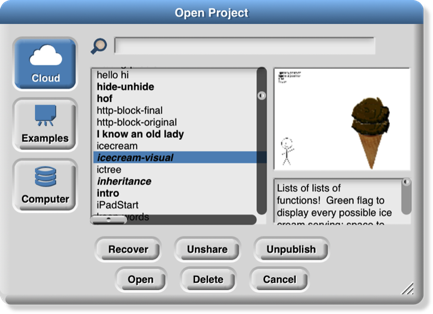 Open Project
Cloud
Examples
Computer
hello hi
hide-unhide
hof
http-block-final
http-block-original
I know an old lady
icecream
icecream-visual
ictree
inheritance
intro
iPadStart
Lists of lists of
functions! Green flag to
display every possible ice
cream serving; space to
Recover
Unshare
Unpublish
Open
Delete
Cancel